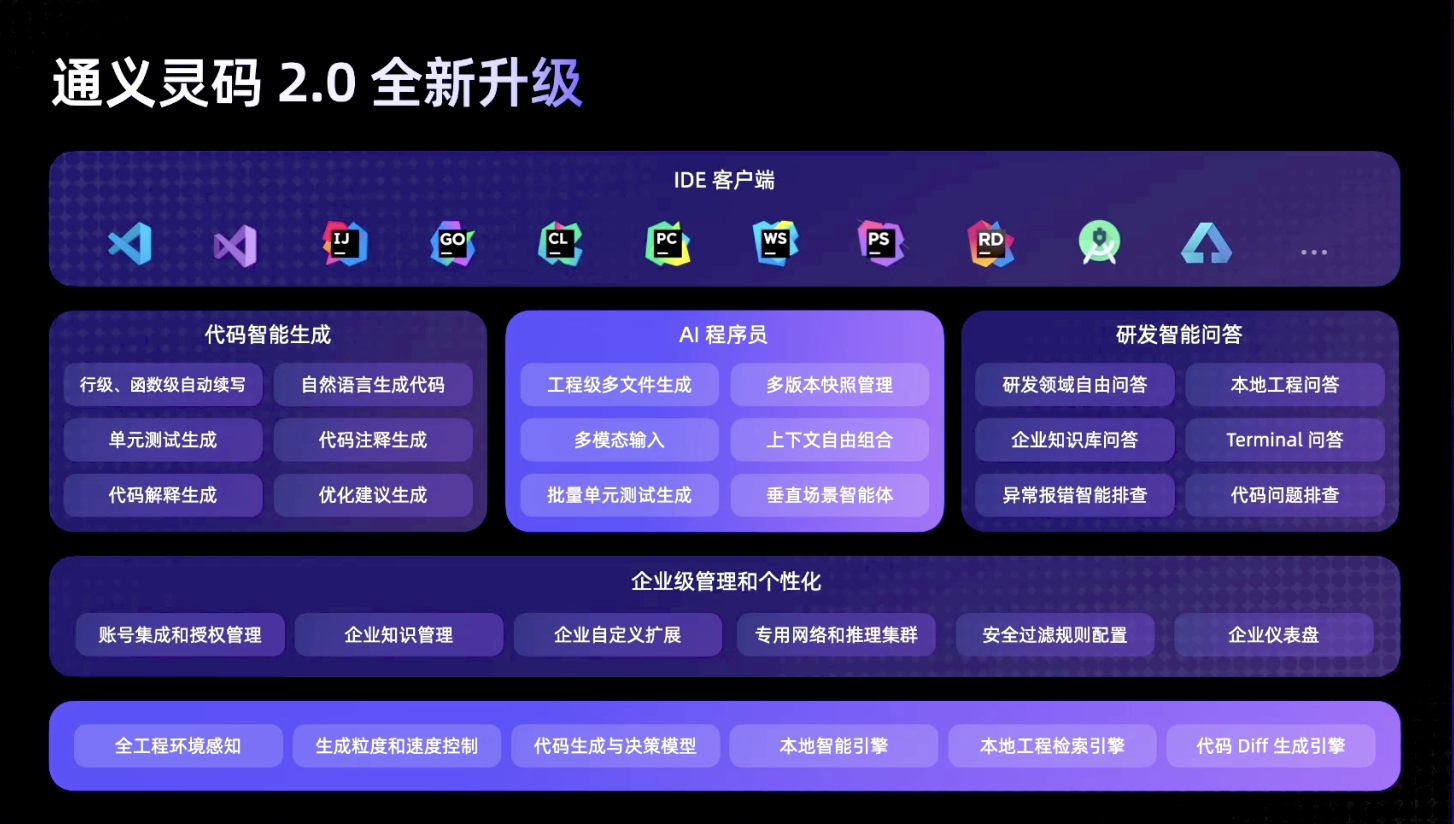 通义灵码 2.0 全新升级
IDE 客户端
IJ
GO
CL
PC
WS
PS
RD
...
代码智能生成
行级、函数级自动续写
自然语言生成代码
单元测试生成
代码注释生成
代码解释生成
优化建议生成
AI 程序员
工程级多文件生成
多版本快照管理
多模态输入
上下文自由组合
批量单元测试生成
垂直场景智能体
研发智能问答
研发领域自由问答
本地工程问答
企业知识库问答
Terminal 问答
异常报错智能排查
代码问题排查
企业级管理和个性化
账号集成和授权管理
企业知识管理
企业自定义扩展
专用网络和推理集群
安全过滤规则配置
企业仪表盘
全工程环境感知
生成粒度和速度控制
代码生成与决策模型
本地智能引擎
本地工程检索引擎
代码 Diff 生成引擎